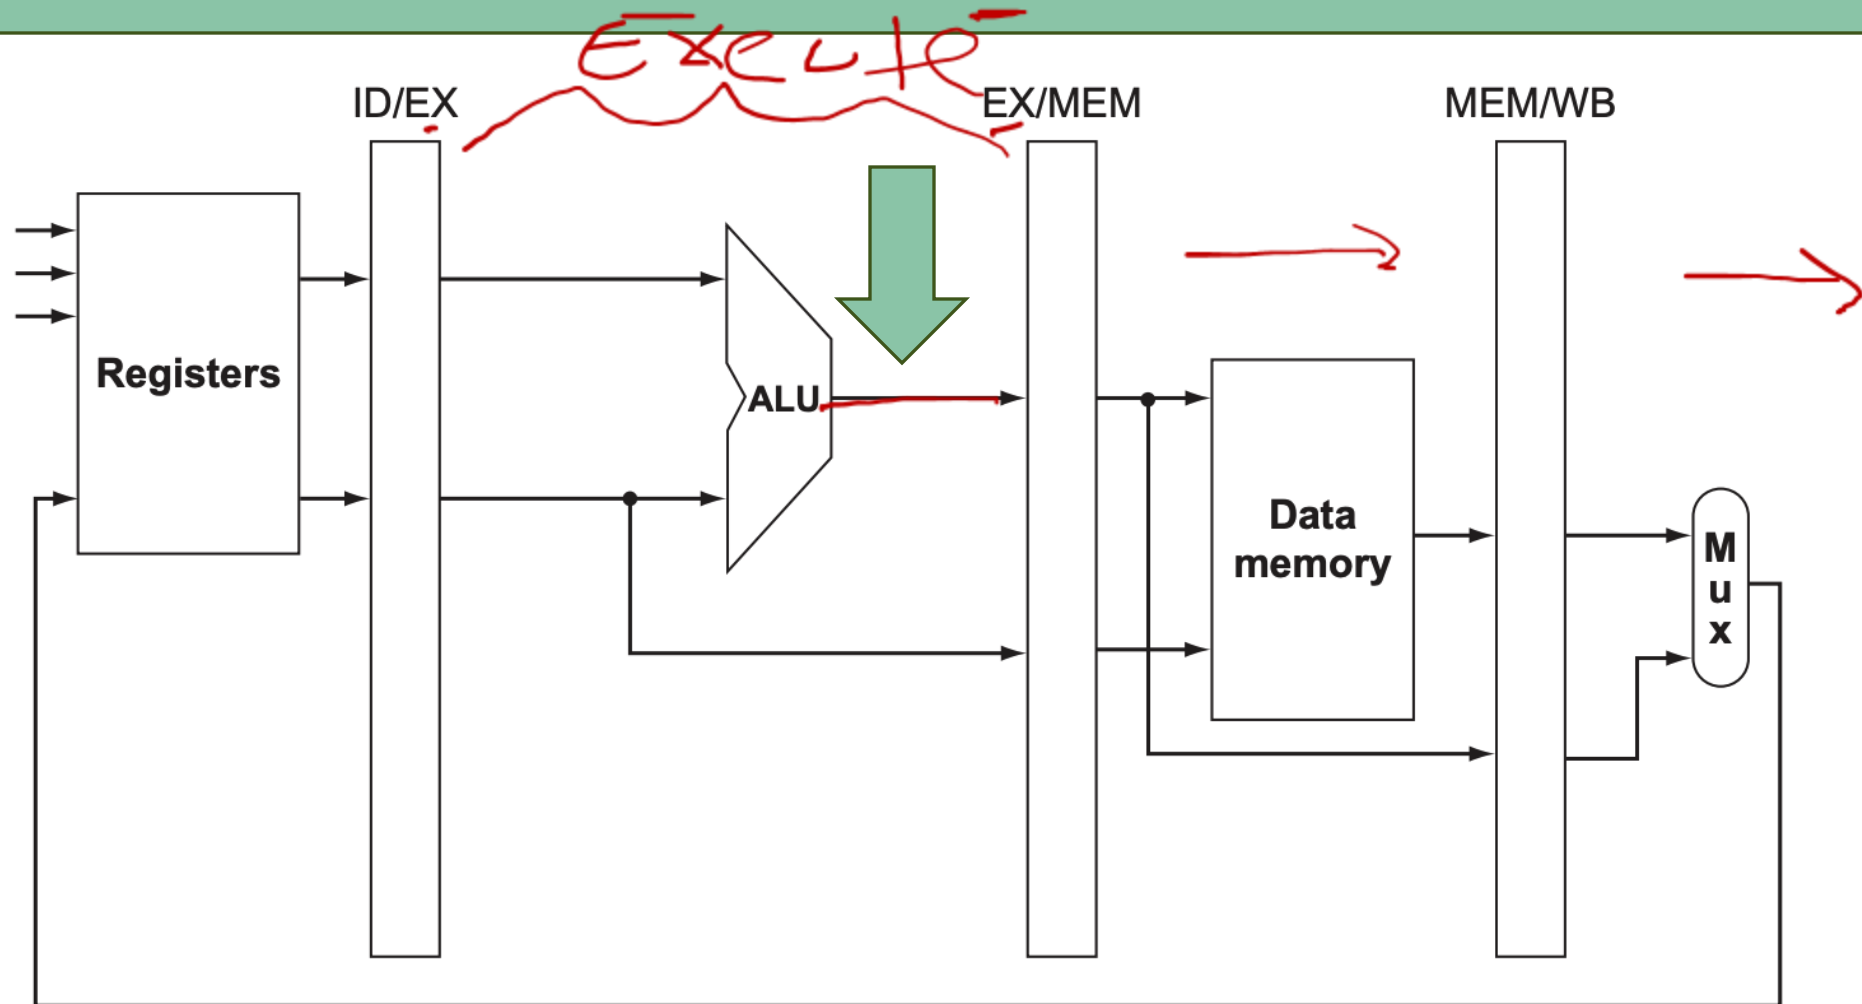 Execute
ID/EX
EX/MEM
MEM/WB
Registers
ALU
Data
memory
M
u
x